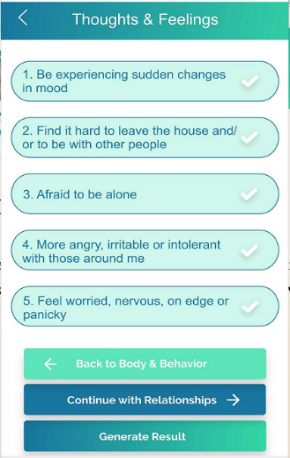 Thoughts & Feelings
1. Be experiencing sudden changes
in mood
2. Find it hard to leave the house and/
or to be with other people
3. Afraid to be alone
4. More angry, irritable or intolerant
with those around me
5. Feel worried, nervous, on edge or
panicky
Back to Body & Behavior
Continue with Relationships
Generate Result